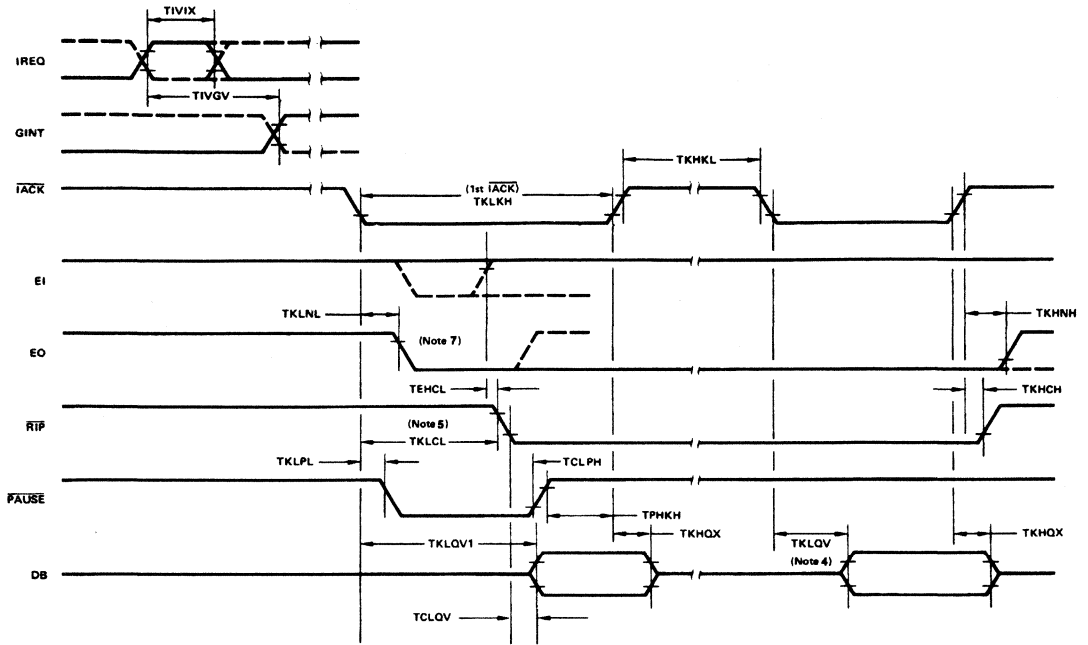 TIVIX
IREQ
TIVGV
GINT
IACK
(1st IACK)
TKLKH
TKHKL
EI
TKLNL
TKHNH
EO
(Note 7)
TEHCL
TKHCH
RIP
(Note 5)
TKLCL
TKLPL
TCLPH
PAUSE
TPHKH
TKHQX
TKLQV
TKHQX
TKLQV1
(Note 4)
DB
TCLQV